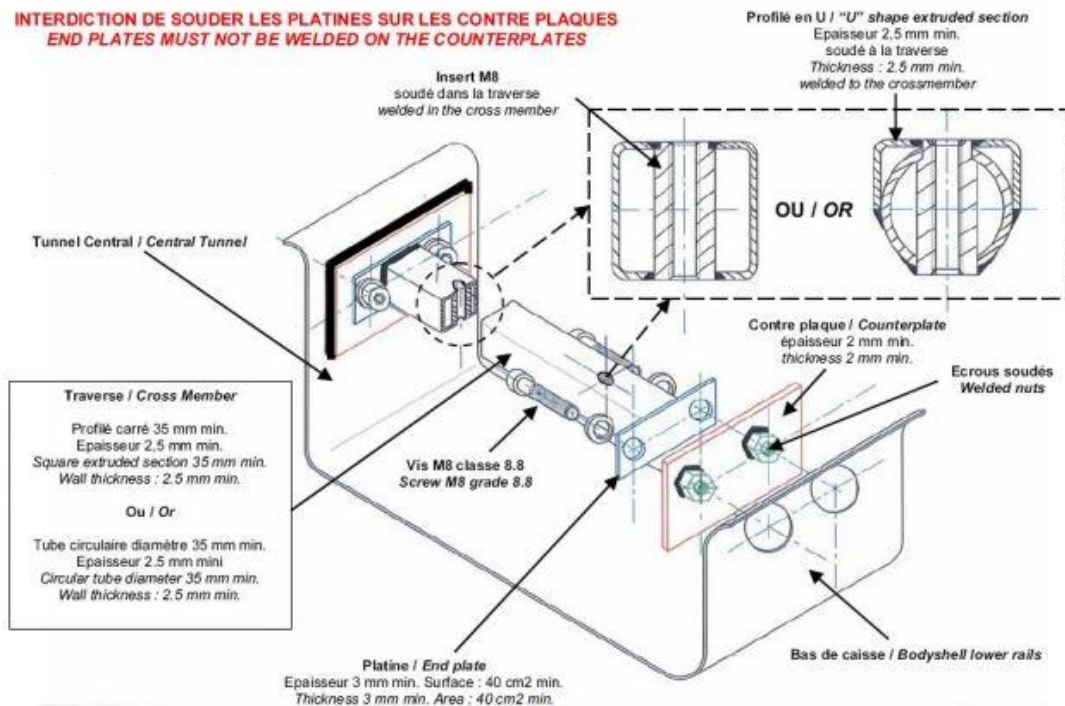 INTERDICTION DE SOUDER LES PLATINES SUR LES CONTRE PLAQUES
END PLATES MUST NOT BE WELDED ON THE COUNTERPLATES
Profilé en U / “U” shape extruded section
Epaisseur 2,5 mm min.
soudé à la traverse
Thickness : 2.5 mm min.
welded to the crossmember
Insert M8
soudé dans la traverse
welded in the cross member
OU / OR
Tunnel Central / Central Tunnel
Contre plaque / Counterplate
épaisseur 2 mm min.
thickness 2 mm min.
Ecrous soudés
Welded nuts
Traverse / Cross Member
Profilé carré 35 mm min.
Epaisseur 2,5 mm min.
Square extruded section 35 mm min.
Wall thickness : 2.5 mm min.
Ou / Or
Tube circulaire diamètre 35 mm min.
Epaisseur 2.5 mm mini
Circular tube diameter 35 mm min.
Wall thickness : 2.5 mm min.
Vis M8 classe 8.8
Screw M8 grade 8.8
Platine / End plate
Epaisseur 3 mm min. Surface : 40 cm2 min.
Thickness 3 mm min. Area : 40 cm2 min.
Bas de caisse / Bodyshell lower rails